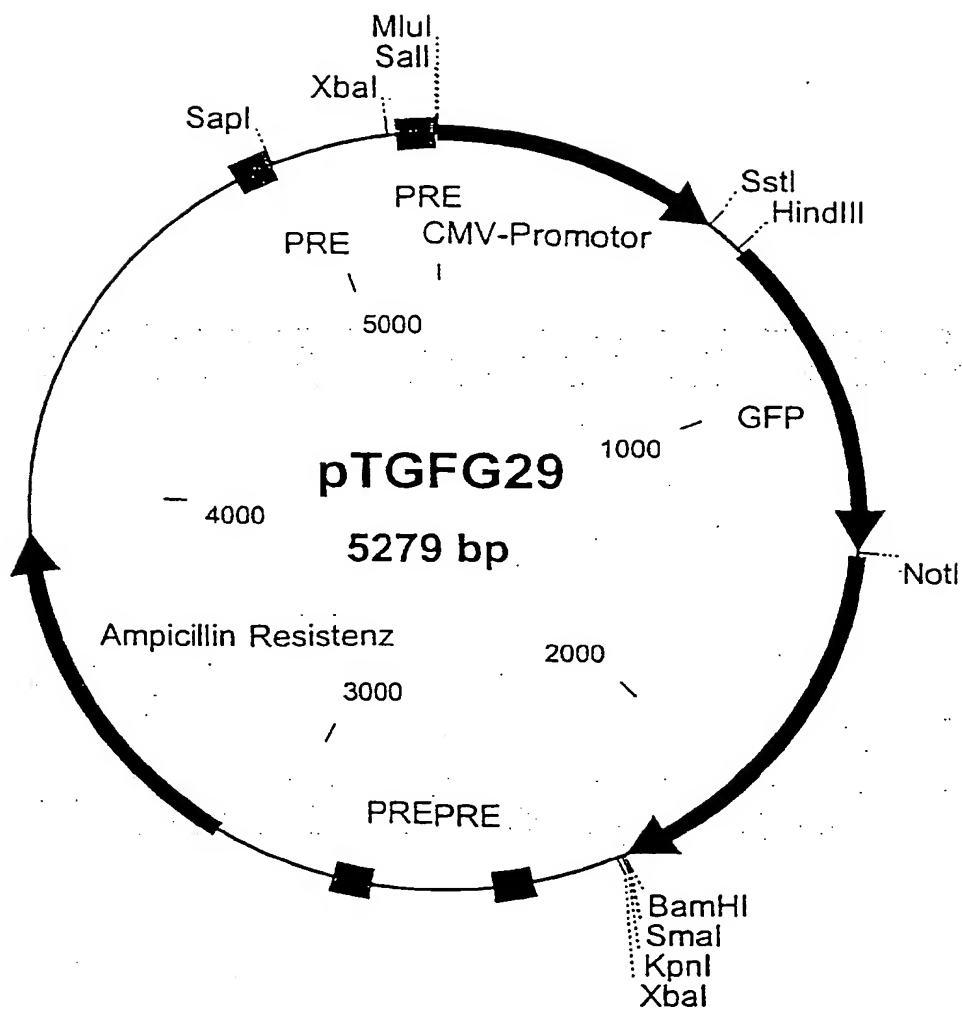 MluI
SalI
XbaI
SapI
SstI
HindIII
PRE
PRE
CMV-Promotor
5000
GFP
1000
pTGFG29
4000
5279 bp
NotI
Ampicillin Resistenz
2000
3000
PREPRE
BamHI
SmaI
KpnI
XbaI